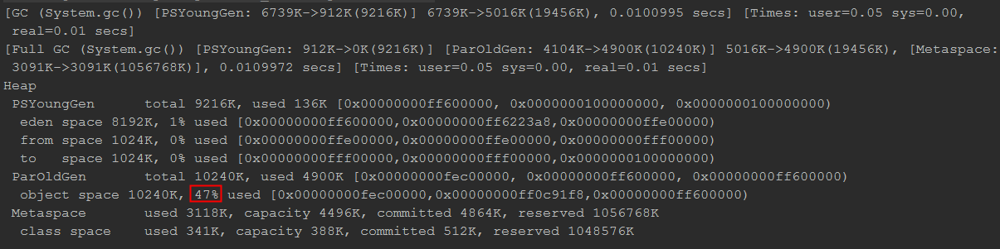 [GC (System.gc()) [PSYoungGen: 6739K->912K(9216K)] 6739K->5016K(19456K), 0.0100995 secs] [Times: user=0.05 sys=0.00,
 real=0.01 secs]
[Full GC (System.gc()) [PSYoungGen: 912K->0K(9216K)] [ParOldGen: 4104K->4900K(10240K)] 5016K->4900K(19456K), [Metaspace:
 3091K->3091K(1056768K)], 0.0109972 secs] [Times: user=0.05 sys=0.00, real=0.01 secs]
Heap
 PSYoungGen      total 9216K, used 136K [0x00000000ff600000, 0x0000000100000000, 0x0000000100000000)
  eden space 8192K, 1% used [0x00000000ff600000,0x00000000ff6223a8,0x00000000ffe00000)
  from space 1024K, 0% used [0x00000000ffe00000,0x00000000ffe00000,0x00000000fff00000)
  to   space 1024K, 0% used [0x00000000fff00000,0x00000000fff00000,0x0000000100000000)
 ParOldGen       total 10240K, used 4900K [0x00000000fec00000, 0x00000000ff600000, 0x00000000ff600000)
  object space 10240K, 47% used [0x00000000fec00000,0x00000000ff0c91f8,0x00000000ff600000)
 Metaspace       used 3118K, capacity 4496K, committed 4864K, reserved 1056768K
  class space    used 341K, capacity 388K, committed 512K, reserved 1048576K